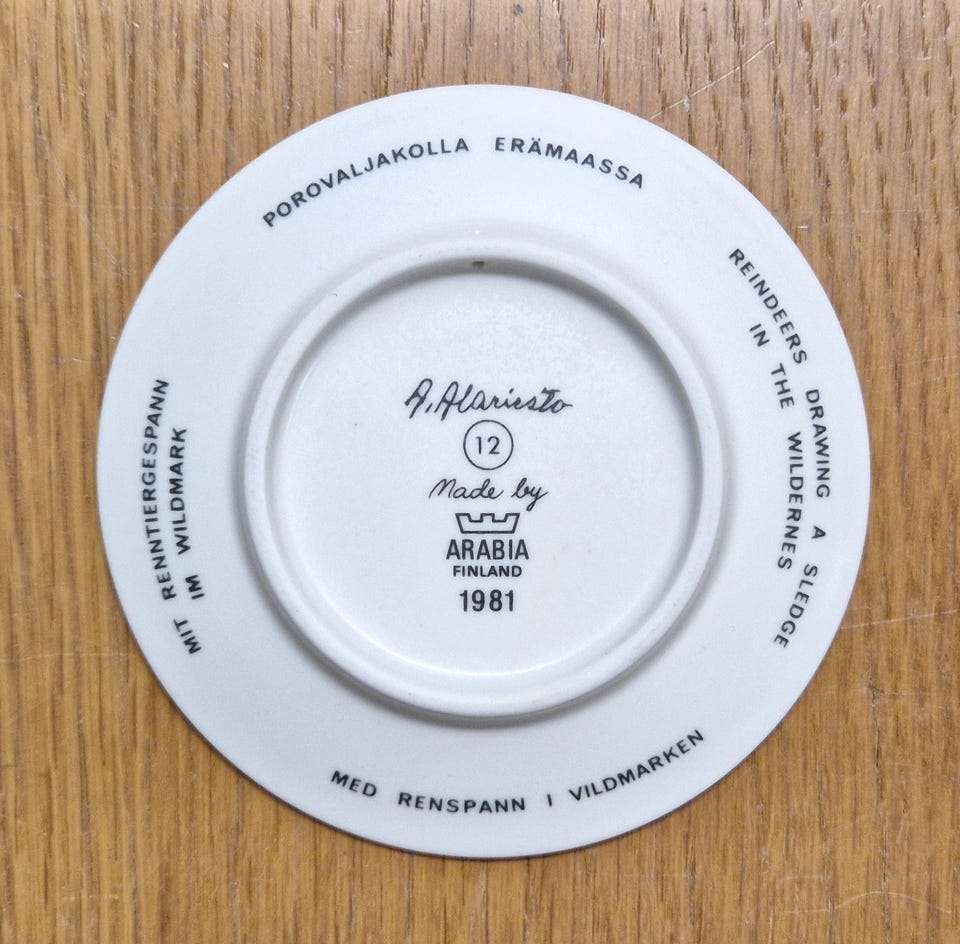 POROVALJAKOLLA ERÄMAASSA
REINDEERS DRAWING A SLEDGE
IN THE WILDERNES
MED RENSPANN I VILDMARKEN
MIT RENNTIERGESPANN
IM WILDMARK
A. Alariesto
12
Made by
ARABIA
FINLAND
1981